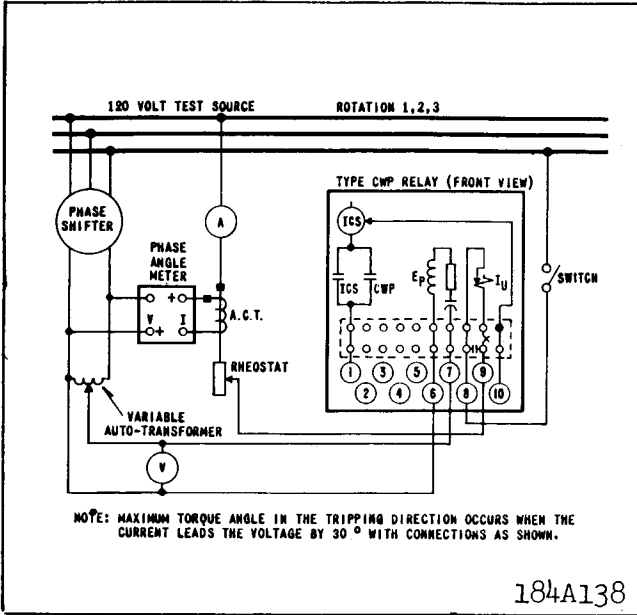 120 VOLT TEST SOURCE ROTATION 1,2,3
TYPE CWP RELAY (FRONT VIEW)
PHASE
SHIFTER
A
ICS
PHASE
ANGLE
METER
ICS
CWP
EP
IU
SWITCH
+
V
I
+
A.C.T.
RHEOSTAT
1
3
5
7
9
2
4
6
8
10
VARIABLE
AUTO-TRANSFORMER
V
NOTE: MAXIMUM TORQUE ANGLE IN THE TRIPPING DIRECTION OCCURS WHEN THE
CURRENT LEADS THE VOLTAGE BY 30 ° WITH CONNECTIONS AS SHOWN.
184A138